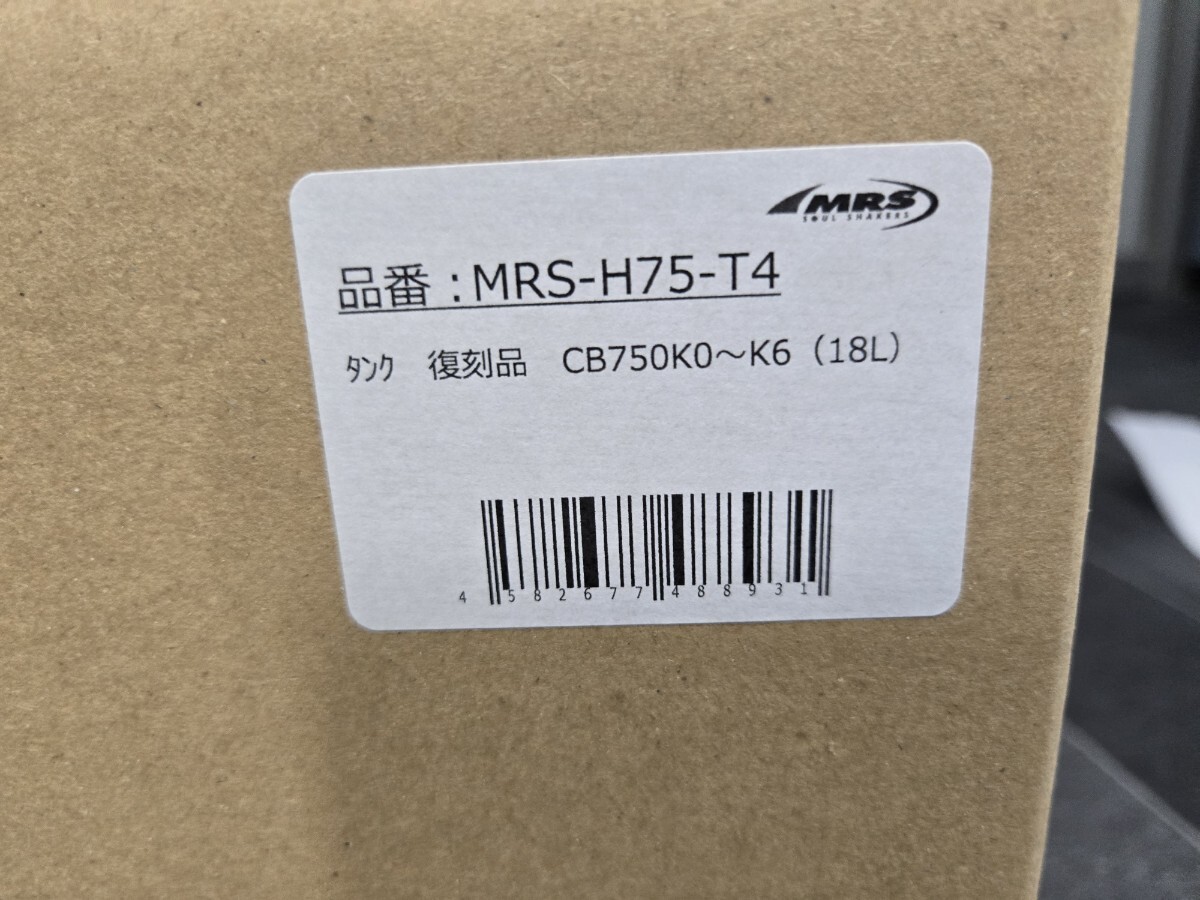 MRS
SOUL SHAKERS
品番：MRS-H75-T4
ﾀﾝｸ　復刻品　CB750K0～K6（18L）
4 582677 488931